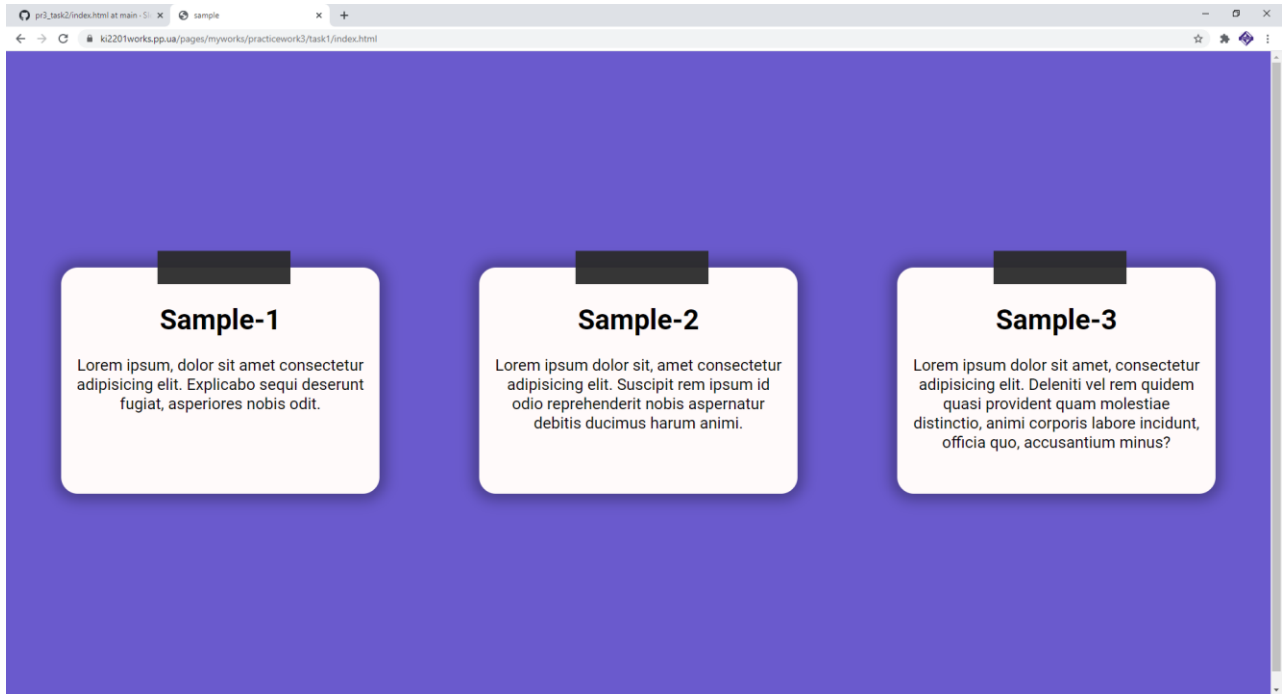 pr3_task2/index.html at main · Sl
sample
ki2201works.pp.ua/pages/myworks/practicework3/task1/index.html
Sample-1
Lorem ipsum, dolor sit amet consectetur
adipisicing elit. Explicabo sequi deserunt
fugiat, asperiores nobis odit.
Sample-2
Lorem ipsum dolor sit, amet consectetur
adipisicing elit. Suscipit rem ipsum id
odio reprehenderit nobis aspernatur
debitis ducimus harum animi.
Sample-3
Lorem ipsum dolor sit amet, consectetur
adipisicing elit. Deleniti vel rem quidem
quasi provident quam molestiae
distinctio, animi corporis labore incidunt,
officia quo, accusantium minus?